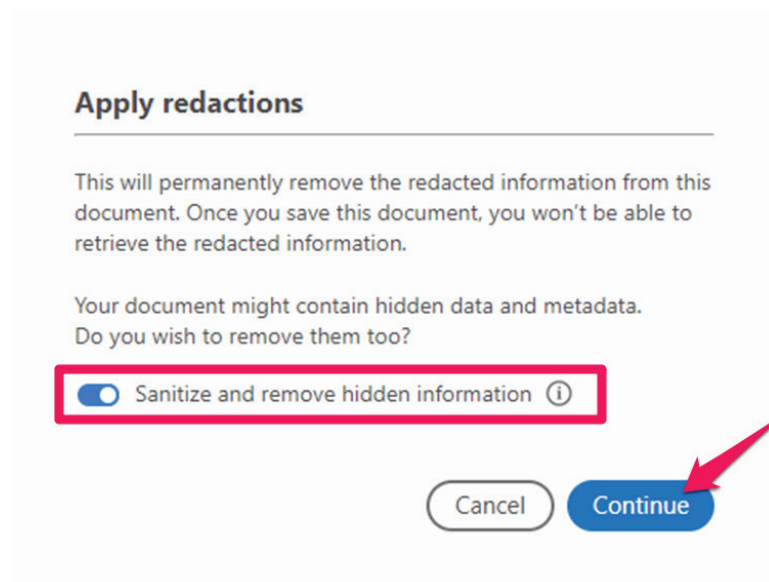 Apply redactions
This will permanently remove the redacted information from this
document. Once you save this document, you won’t be able to
retrieve the redacted information.
Your document might contain hidden data and metadata.
Do you wish to remove them too?
Sanitize and remove hidden information
Cancel
Continue